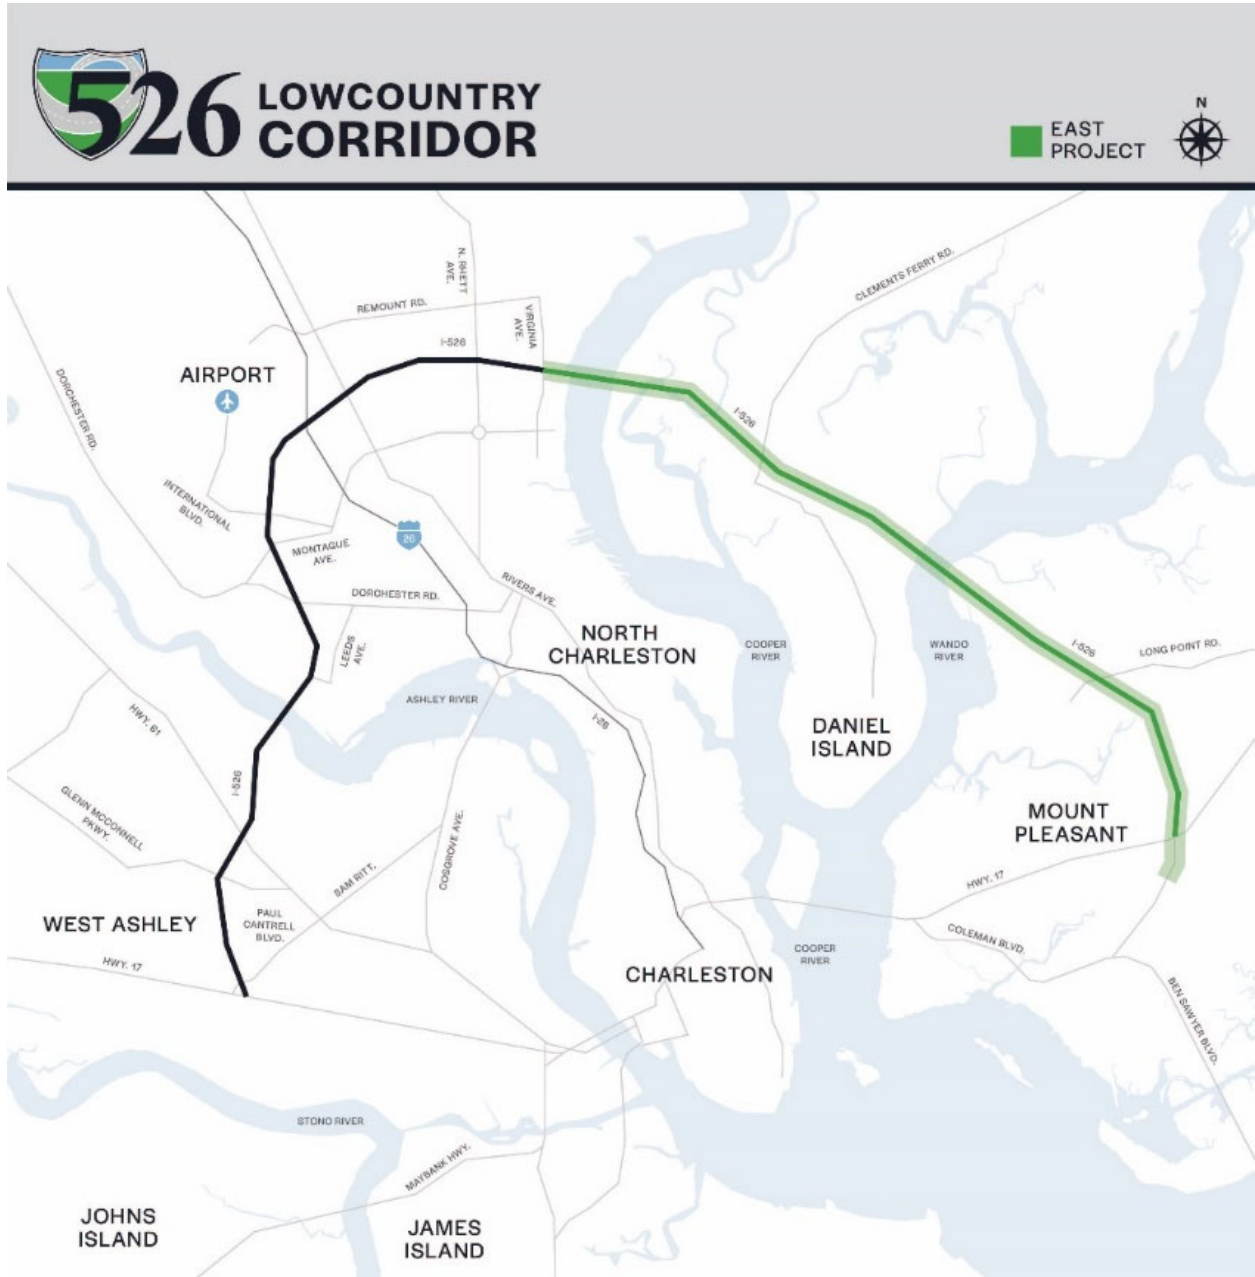 526 LOWCOUNTRY
CORRIDOR
EAST
PROJECT
N
N. RHETT
AVE.
CLEMENTS FERRY RD.
REMOUNT RD.
VIRGINIA
AVE.
I-526
AIRPORT
DORCHESTER RD.
I-526
INTERNATIONAL
BLVD.
26
MONTAGUE
AVE.
DORCHESTER RD.
RIVERS AVE.
LEEDS
AVE.
NORTH
CHARLESTON
COOPER
RIVER
WANDO
RIVER
I-526
LONG POINT RD.
ASHLEY RIVER
HWY. 61
I-26
DANIEL
ISLAND
I-526
GLENN MCCONNELL
PKWY.
MOUNT
PLEASANT
COSGROVE AVE.
SAM RITT.
HWY. 17
WEST ASHLEY
PAUL
CANTRELL
BLVD.
COLEMAN BLVD.
HWY. 17
COOPER
RIVER
CHARLESTON
BEN SAWYER BLVD.
STONO RIVER
MAYBANK HWY.
JOHNS
ISLAND
JAMES
ISLAND